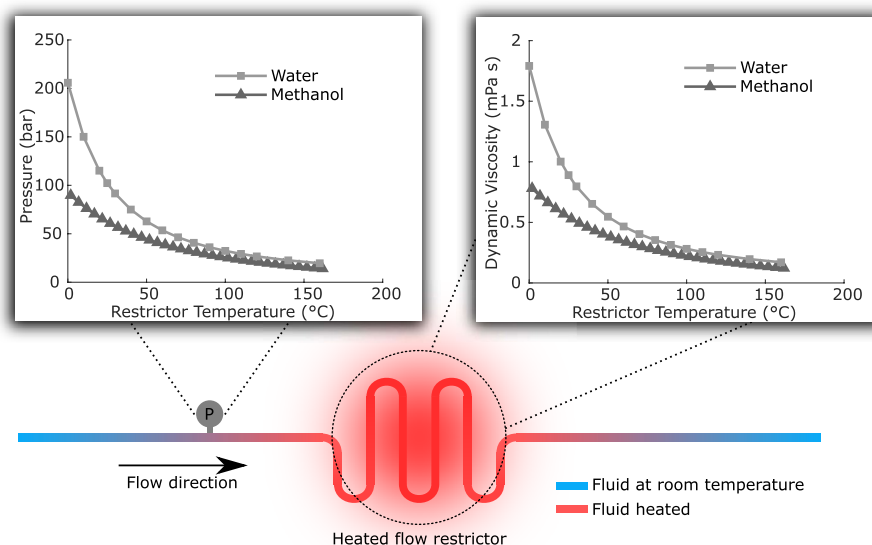 250
200
150
100
50
0
Pressure (bar)
Water
Methanol
0 50 100 150 200
Restrictor Temperature (°C)
2
1.5
1
0.5
0
Dynamic Viscosity (mPa s)
Water
Methanol
0 50 100 150 200
Restrictor Temperature (°C)
P
Flow direction
Heated flow restrictor
Fluid at room temperature
Fluid heated